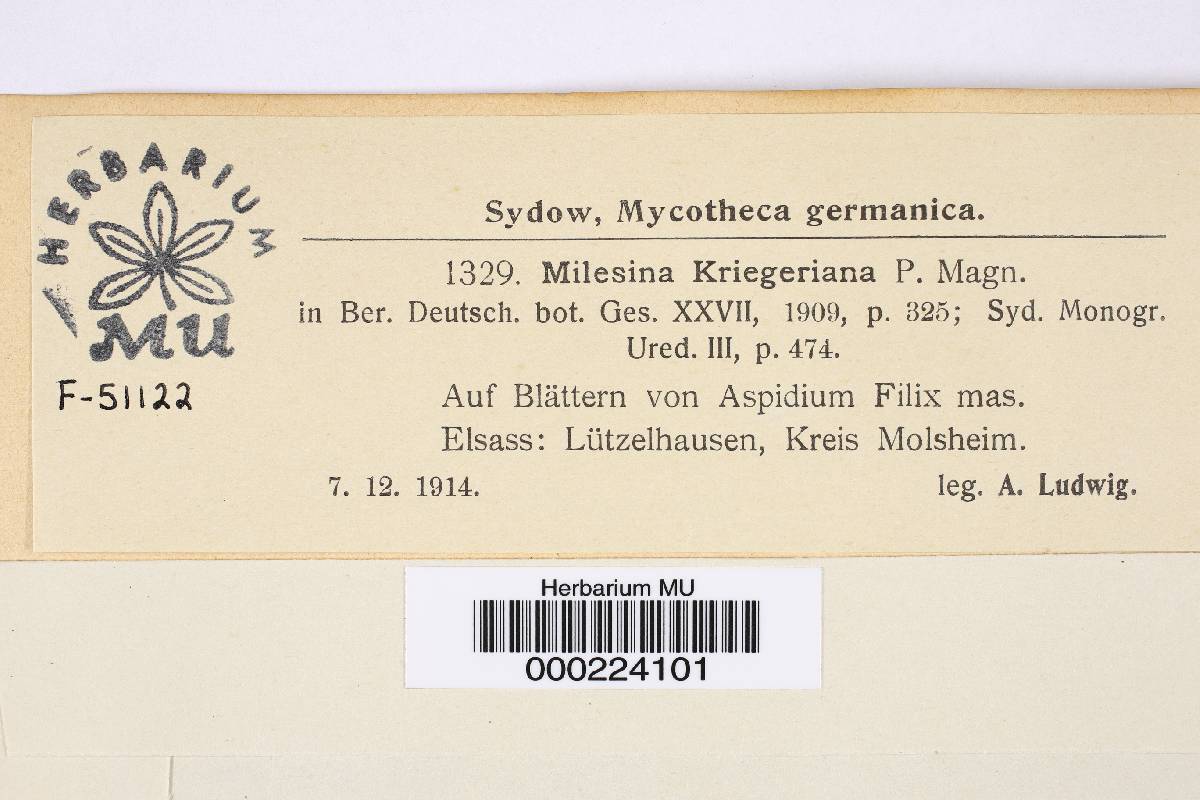 HERBARIUM
MU
F-51122
Sydow, Mycotheca germanica.
1329. Milesina Kriegeriana P. Magn.
in Ber. Deutsch. bot. Ges. XXVII, 1909, p. 325; Syd. Monogr.
Ured. III, p. 474.
Auf Blättern von Aspidium Filix mas.
Elsass: Lützelhausen, Kreis Molsheim.
7. 12. 1914. leg. A. Ludwig.
Herbarium MU
000224101